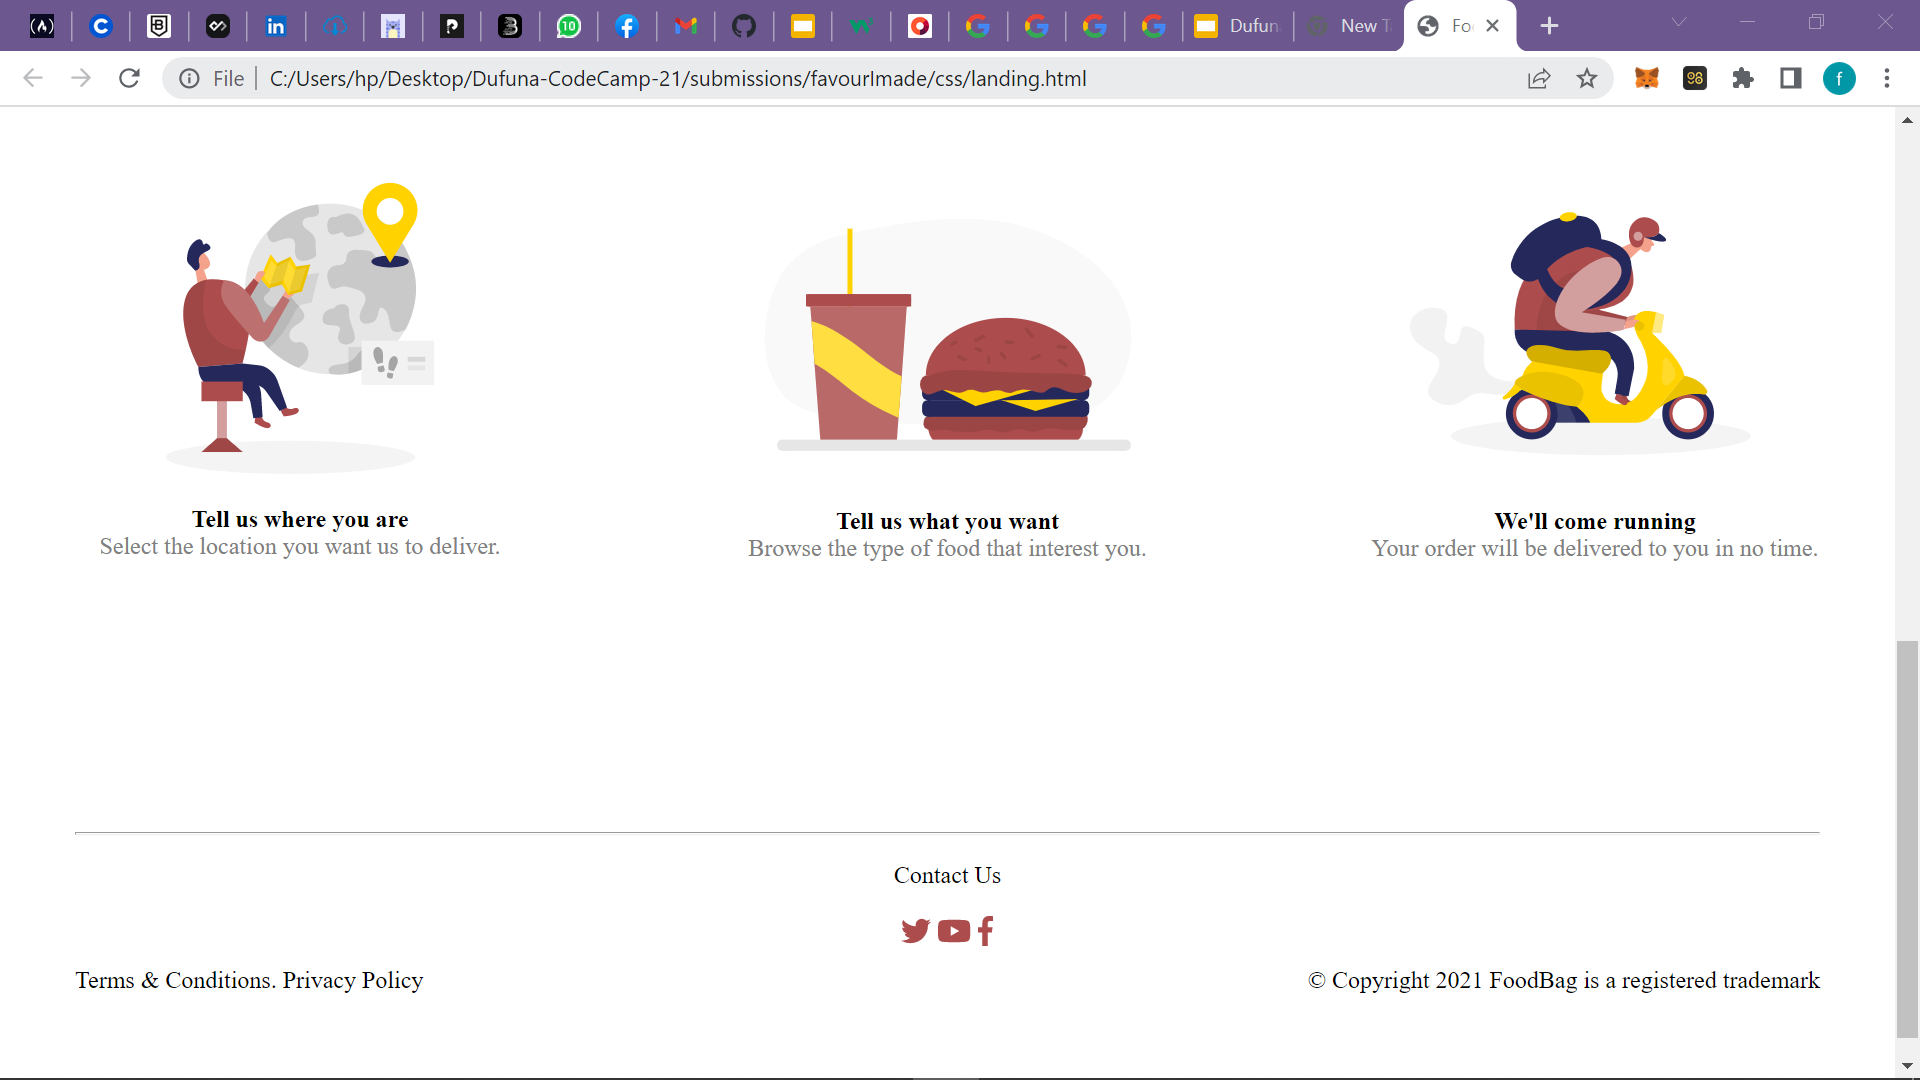 10
Dufun
New T
Fo
File
C:/Users/hp/Desktop/Dufuna-CodeCamp-21/submissions/favourImade/css/landing.html
f
Tell us where you are
Select the location you want us to deliver.
Tell us what you want
Browse the type of food that interest you.
We'll come running
Your order will be delivered to you in no time.
Contact Us
Terms & Conditions. Privacy Policy
© Copyright 2021 FoodBag is a registered trademark